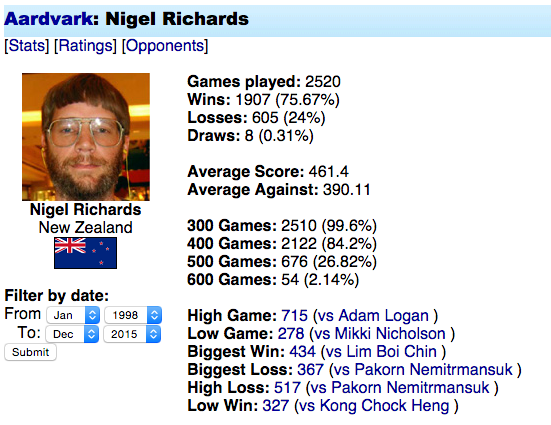 Aardvark: Nigel Richards
[Stats] [Ratings] [Opponents]
Nigel Richards
New Zealand
Filter by date:
From Jan 1998
To: Dec 2015
Submit
Games played: 2520
Wins: 1907 (75.67%)
Losses: 605 (24%)
Draws: 8 (0.31%)
Average Score: 461.4
Average Against: 390.11
300 Games: 2510 (99.6%)
400 Games: 2122 (84.2%)
500 Games: 676 (26.82%)
600 Games: 54 (2.14%)
High Game: 715 (vs Adam Logan )
Low Game: 278 (vs Mikki Nicholson )
Biggest Win: 434 (vs Lim Boi Chin )
Biggest Loss: 367 (vs Pakorn Nemitrmansuk )
High Loss: 517 (vs Pakorn Nemitrmansuk )
Low Win: 327 (vs Kong Chock Heng )